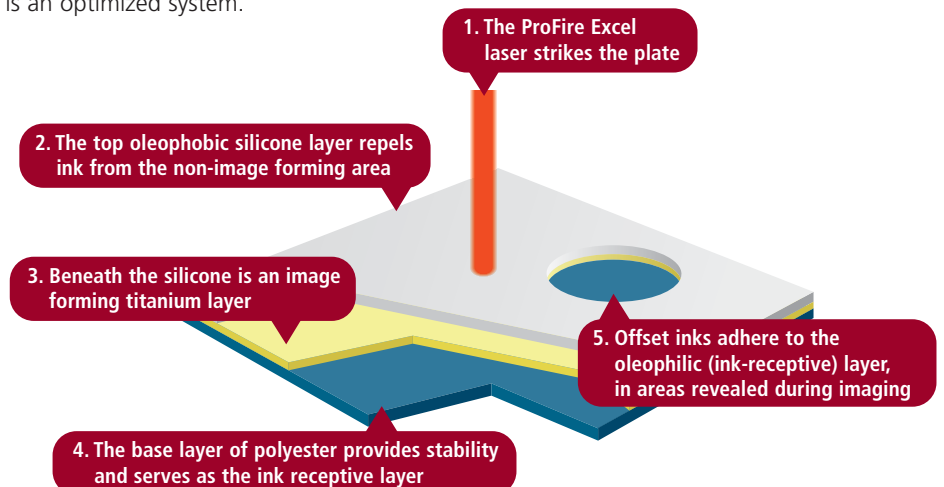 is an optimized system.
1. The ProFire Excel
laser strikes the plate
2. The top oleophobic silicone layer repels
ink from the non-image forming area
3. Beneath the silicone is an image
forming titanium layer
5. Offset inks adhere to the
oleophilic (ink-receptive) layer,
in areas revealed during imaging
4. The base layer of polyester provides stability
and serves as the ink receptive layer